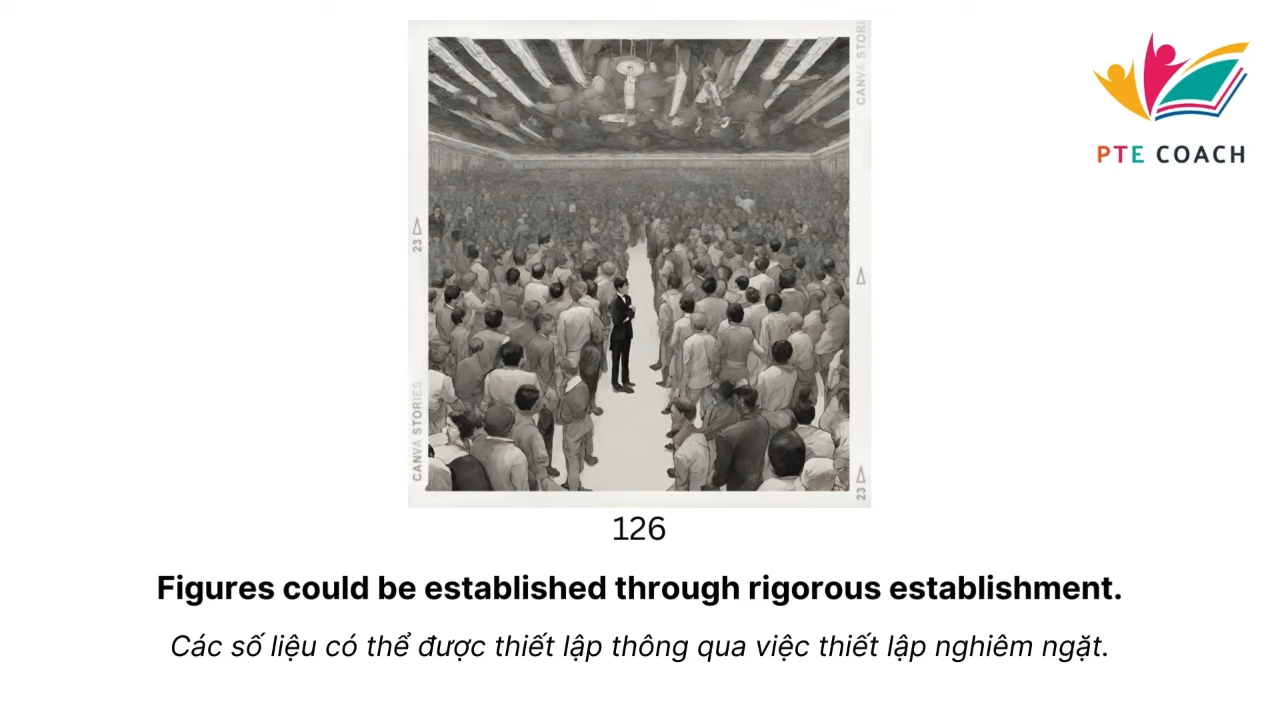 CANVA STORIES
23
CANVA STORI
23
PTE COACH
126
Figures could be established through rigorous establishment.
Các số liệu có thể được thiết lập thông qua việc thiết lập nghiêm ngặt.